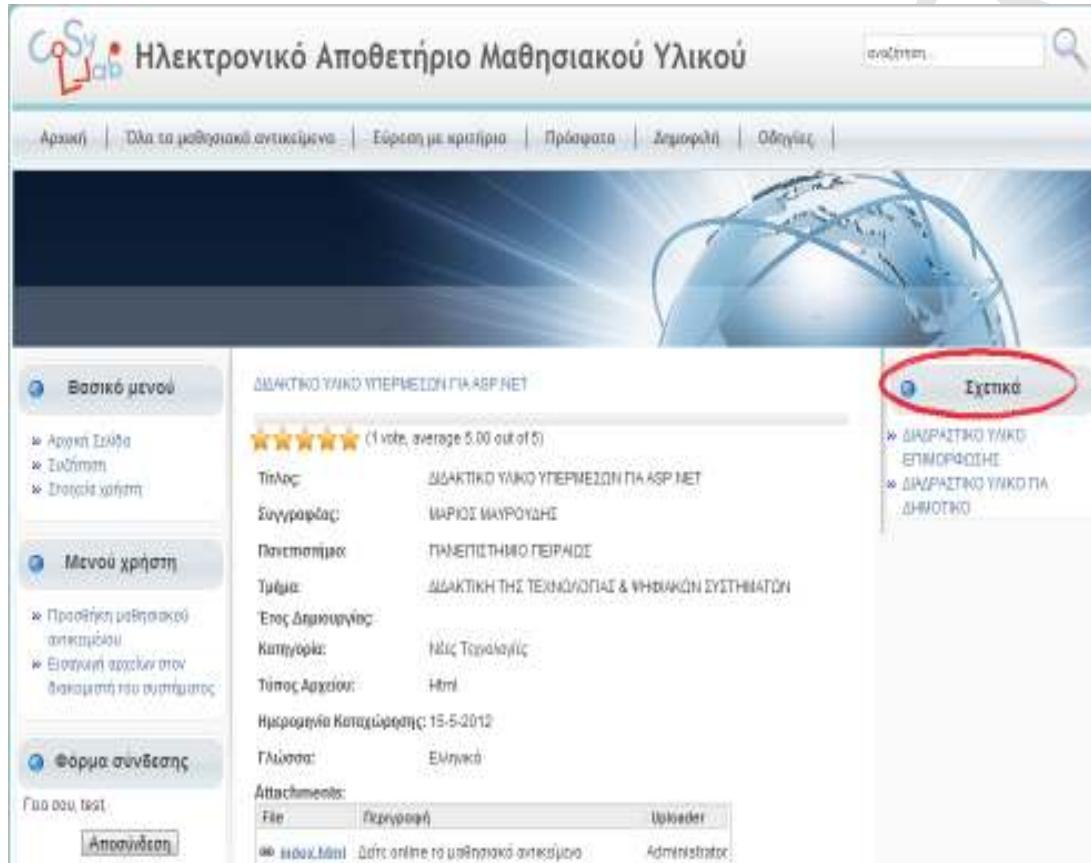 CoSy Lab
Ηλεκτρονικό Αποθετήριο Μαθησιακού Υλικού
αναζήτηση...
Αρχική | Όλα τα μαθησιακά αντικείμενα | Εύρεση με κριτήρια | Πρόσφατα | Δημοφιλή | Οδηγίες |
Βασικό μενού
» Αρχική Σελίδα
» Συζήτηση
» Στοιχεία χρήστη
Μενού χρήστη
» Προσθήκη μαθησιακού
αντικειμένου
» Εισαγωγή αρχείων στον
διακομιστή του συστήματος
Φόρμα σύνδεσης
Γεια σου, test
Αποσύνδεση
ΔΙΔΑΚΤΙΚΟ ΥΛΙΚΟ ΥΠΕΡΜΕΣΩΝ ΓΙΑ ASP.NET
(1 vote, average 5.00 out of 5)
Τίτλος: ΔΙΔΑΚΤΙΚΟ ΥΛΙΚΟ ΥΠΕΡΜΕΣΩΝ ΓΙΑ ASP.NET
Συγγραφέας: ΜΑΡΙΟΣ ΜΑΥΡΟΥΔΗΣ
Πανεπιστήμιο: ΠΑΝΕΠΙΣΤΗΜΙΟ ΠΕΙΡΑΙΩΣ
Τμήμα: ΔΙΔΑΚΤΙΚΗ ΤΗΣ ΤΕΧΝΟΛΟΓΙΑΣ & ΨΗΦΙΑΚΩΝ ΣΥΣΤΗΜΑΤΩΝ
Έτος Δημιουργίας:
Κατηγορία: Νέες Τεχνολογίες
Τύπος Αρχείου: Html
Ημερομηνία Καταχώρησης: 15-5-2012
Γλώσσα: Ελληνικά
Attachments:
File Περιγραφή Uploader
index.html Δείτε online το μαθησιακό αντικείμενο Administrator
Σχετικά
» ΔΙΑΔΡΑΣΤΙΚΟ ΥΛΙΚΟ
ΕΠΙΜΟΡΦΩΣΗΣ
» ΔΙΑΔΡΑΣΤΙΚΟ ΥΛΙΚΟ ΓΙΑ
ΔΗΜΟΤΙΚΟ